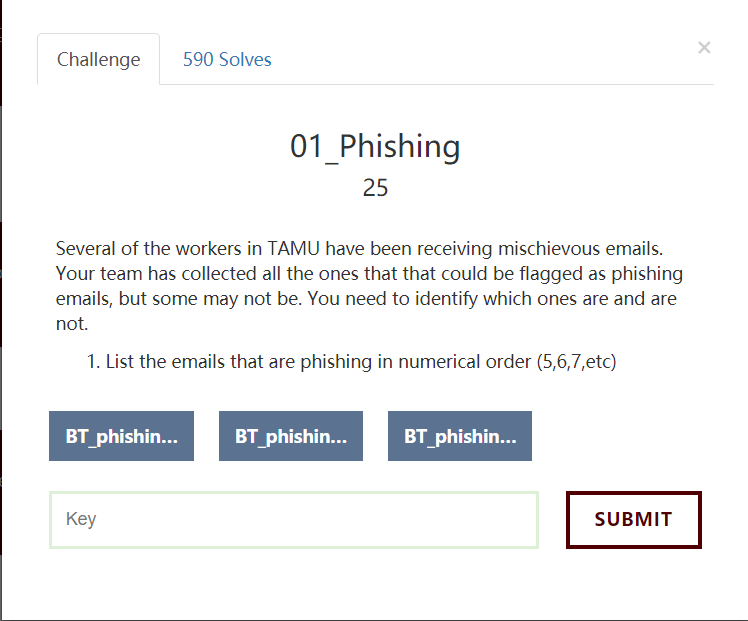 Challenge
590 Solves
×
01_Phishing
25
Several of the workers in TAMU have been receiving mischievous emails.
Your team has collected all the ones that that could be flagged as phishing
emails, but some may not be. You need to identify which ones are and are
not.
1. List the emails that are phishing in numerical order (5,6,7,etc)
BT_phishin...
BT_phishin...
BT_phishin...
Key
SUBMIT